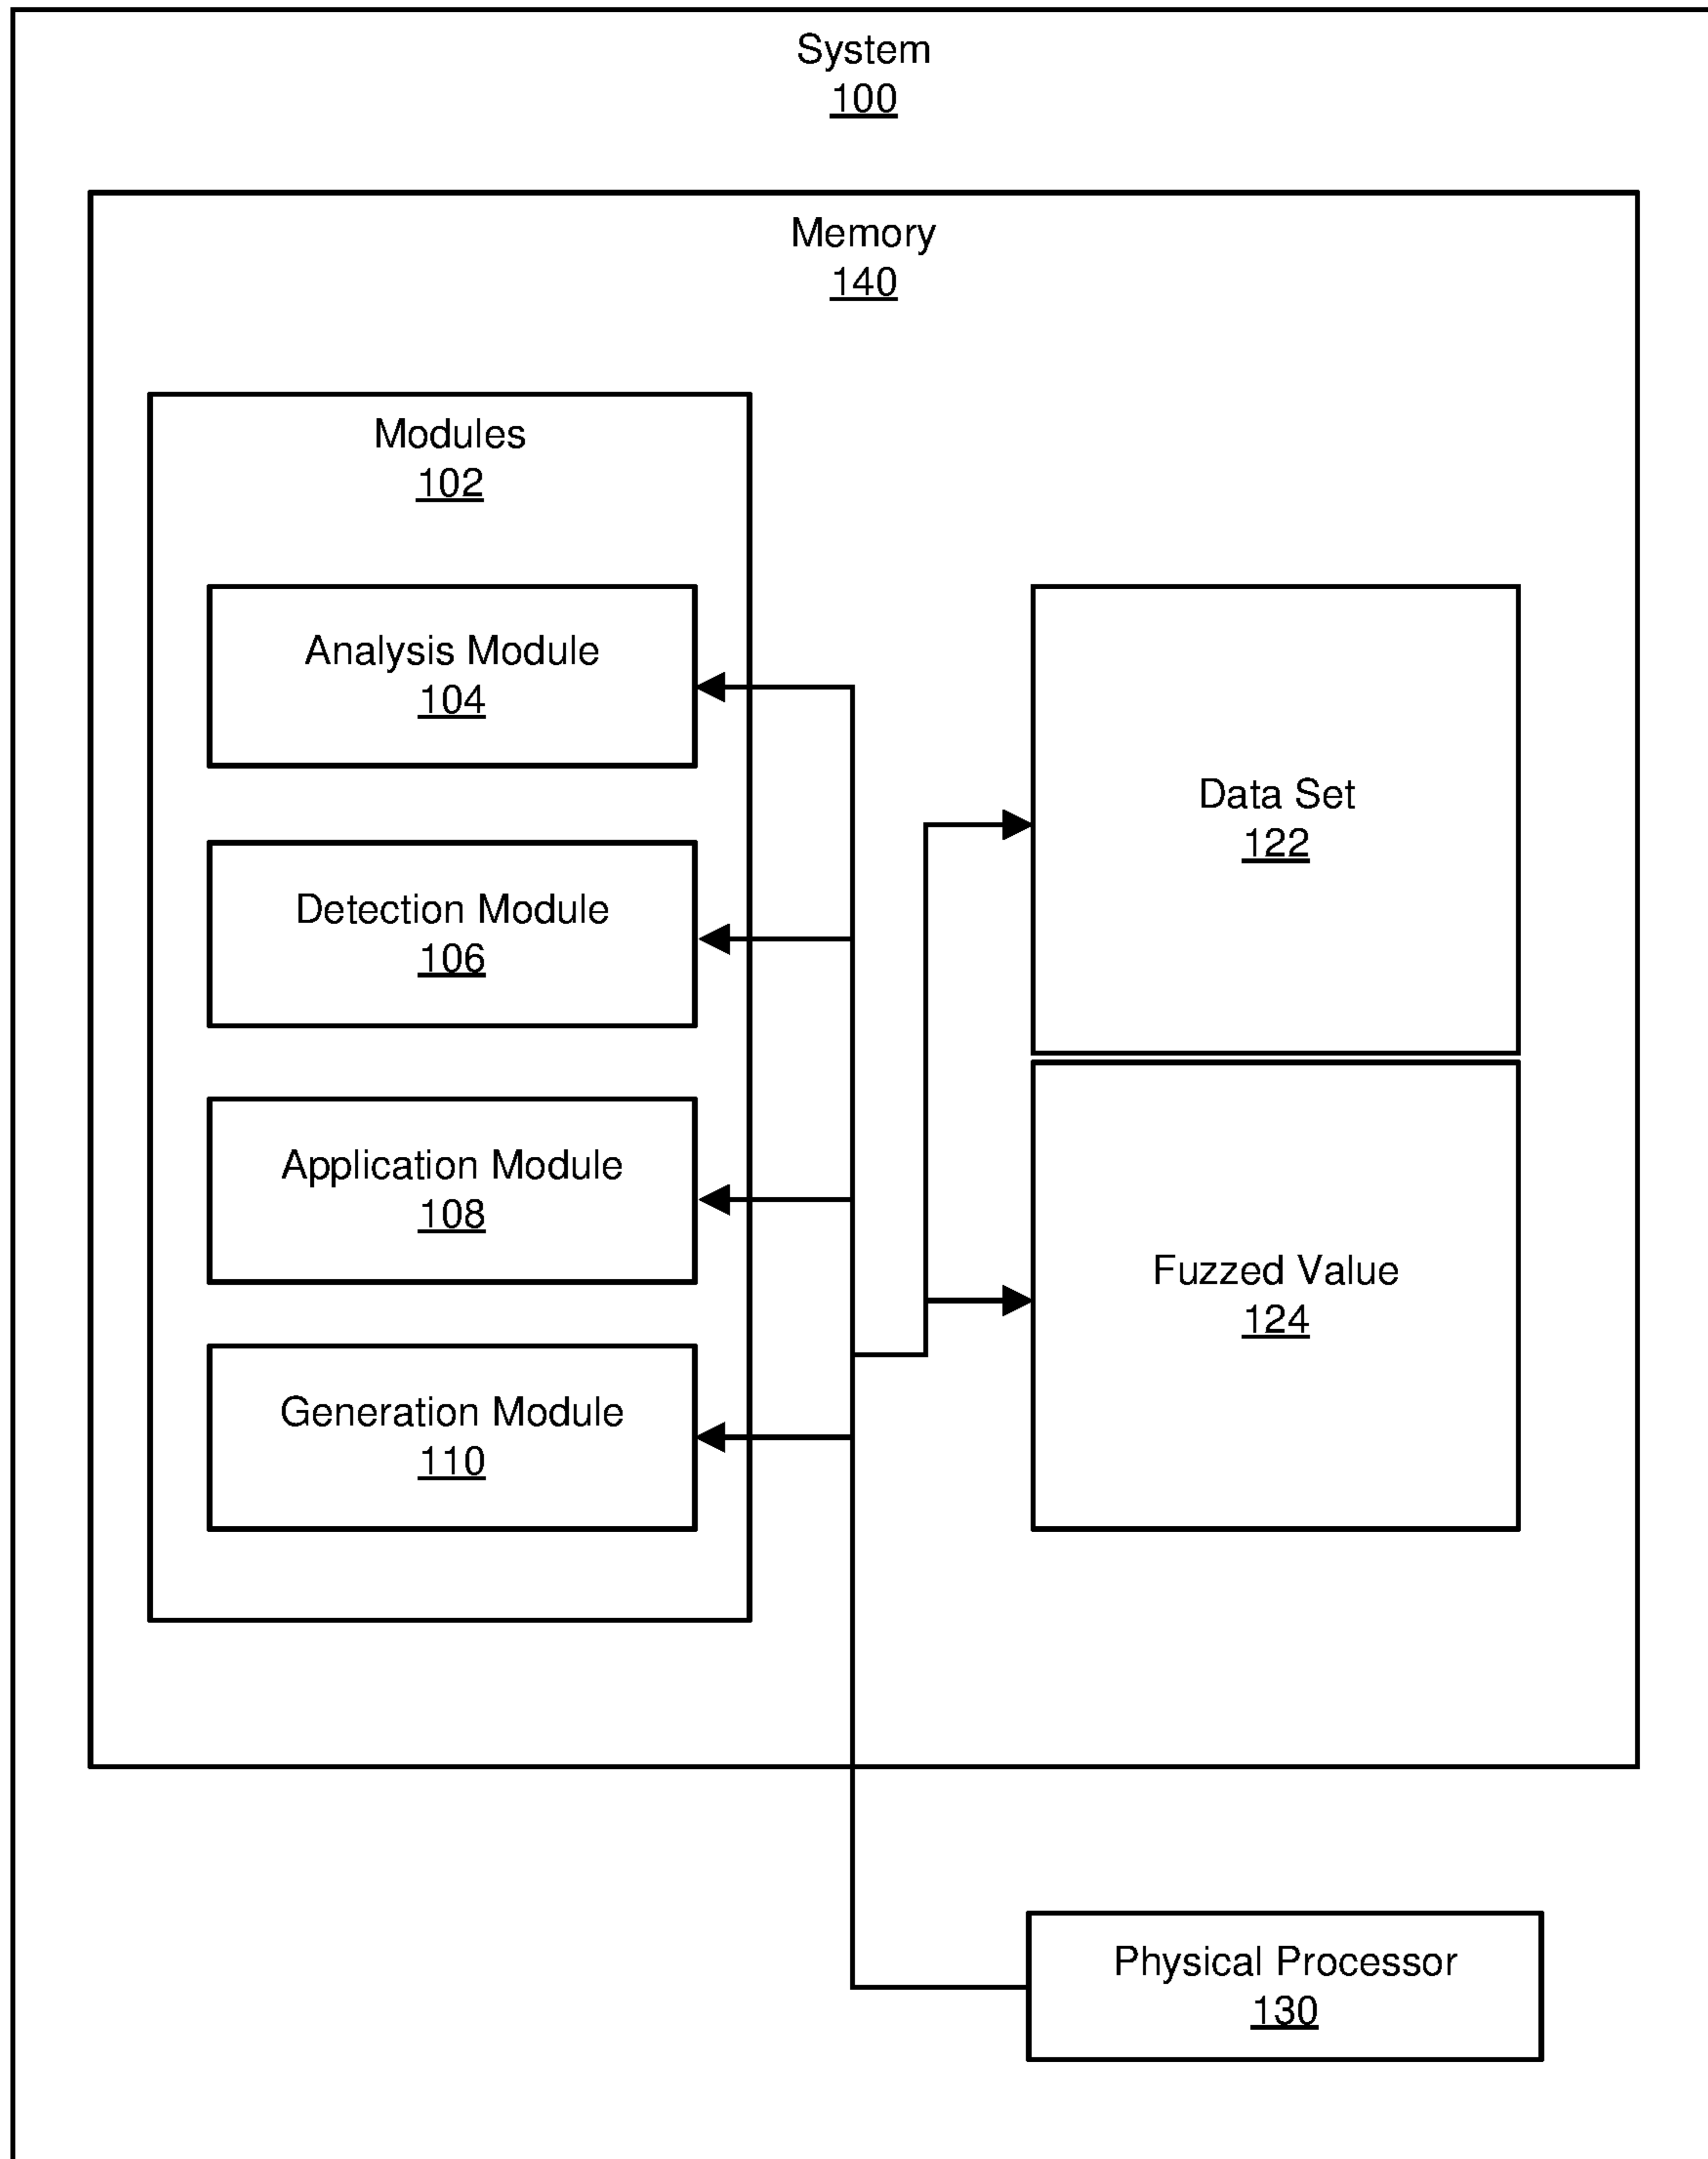 System
100
Memory
140
Modules
102
Analysis Module
104
Detection Module
106
Application Module
108
Generation Module
110
Data Set
122
Fuzzed Value
124
Physical Processor
130